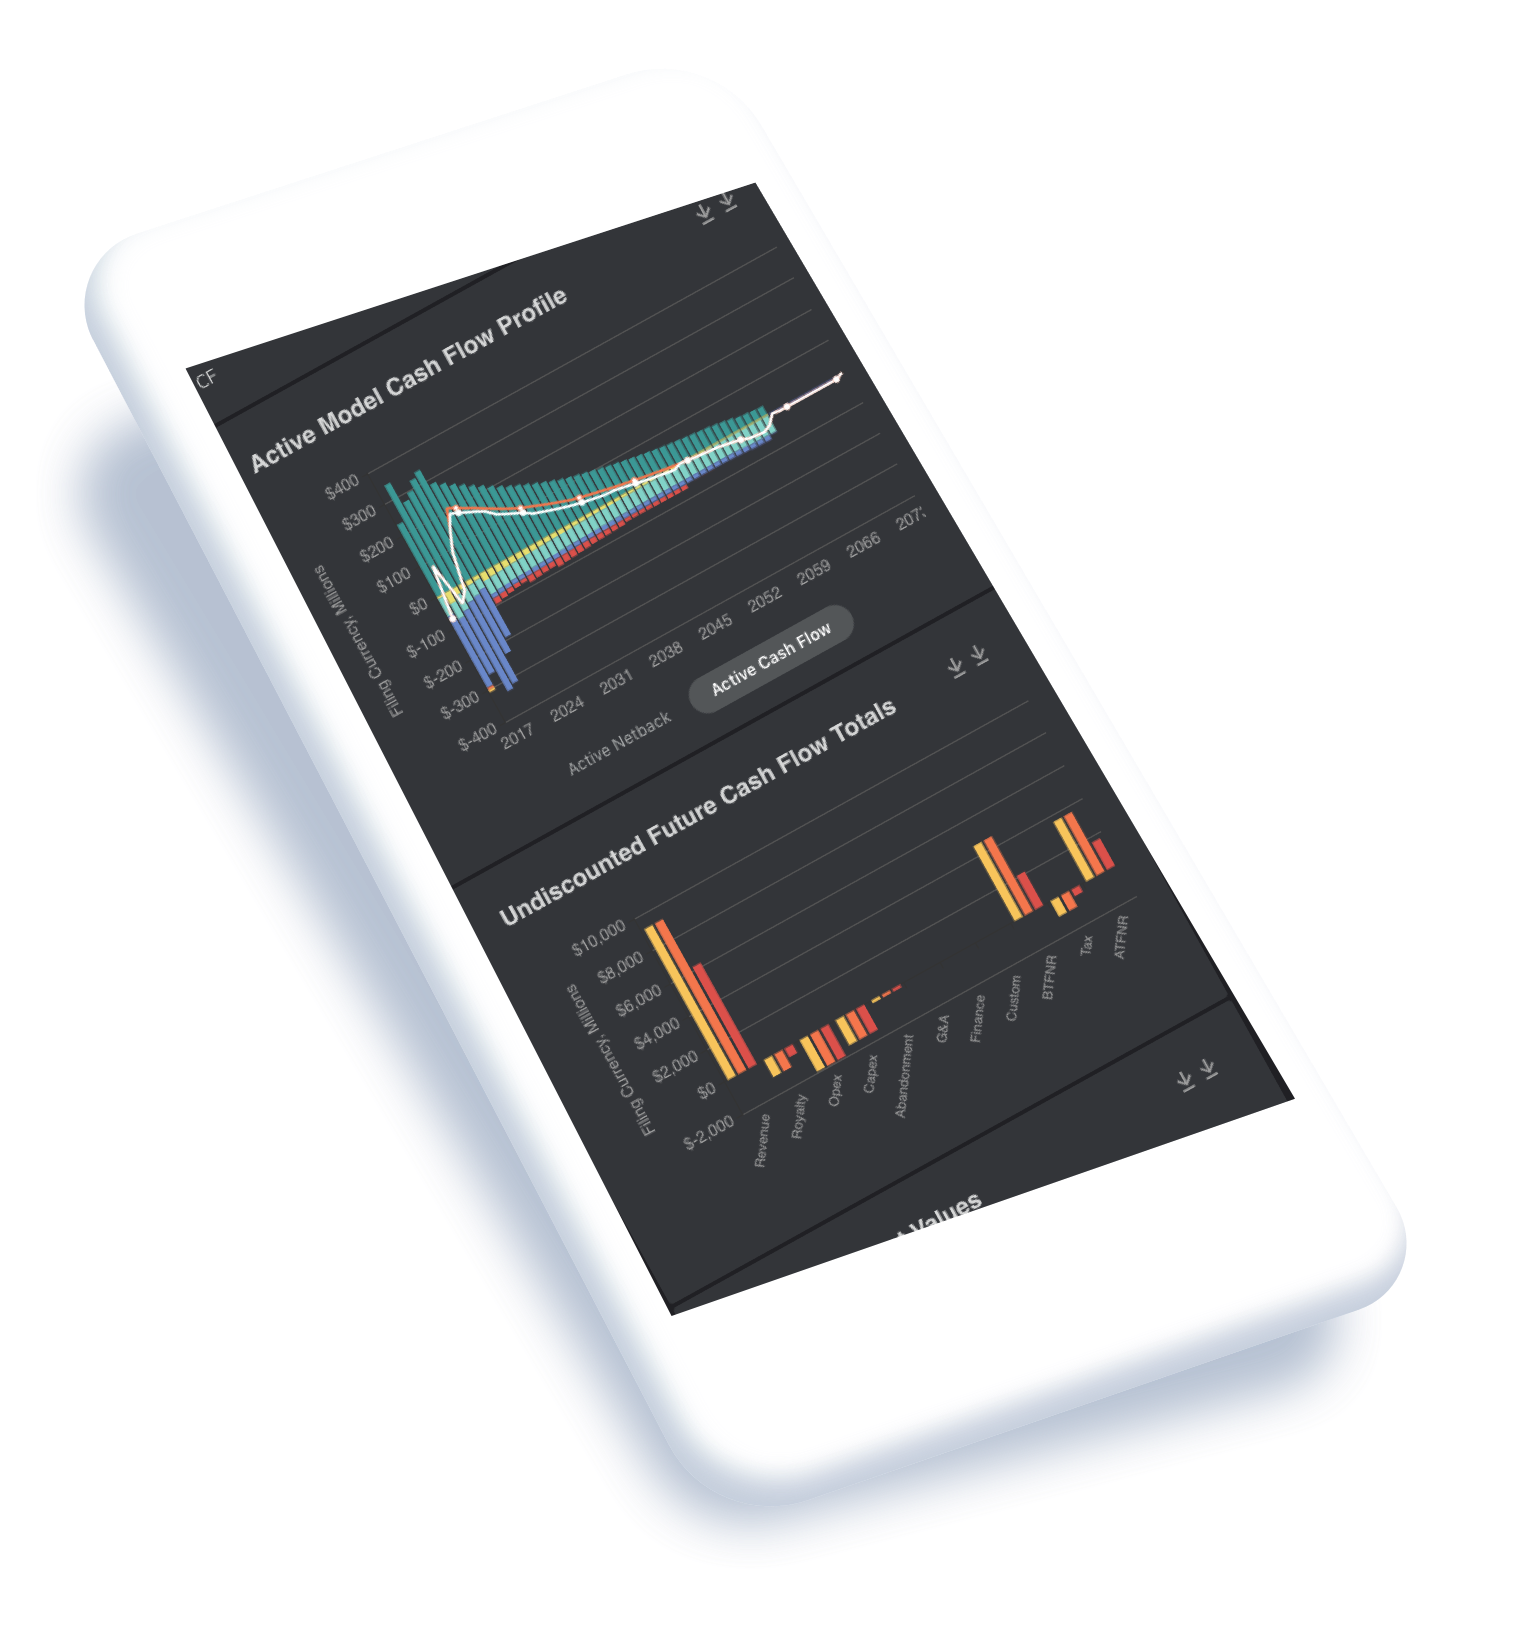 CF
Active Model Cash Flow Profile
$400
$300
$200
$100
$0
$-100
$-200
$-300
$-400
Filing Currency, Millions
2017
2024
2031
2038
2045
2052
2059
2066
Active Netback
Active Cash Flow
Undiscounted Future Cash Flow Totals
$10,000
$8,000
$6,000
$4,000
$2,000
$0
$-2,000
Filing Currency, Millions
Revenue
Royalty
Opex
Capex
Abandonment
G&A
Finance
Custom
BTFNR
Tax
ATFNR
Values